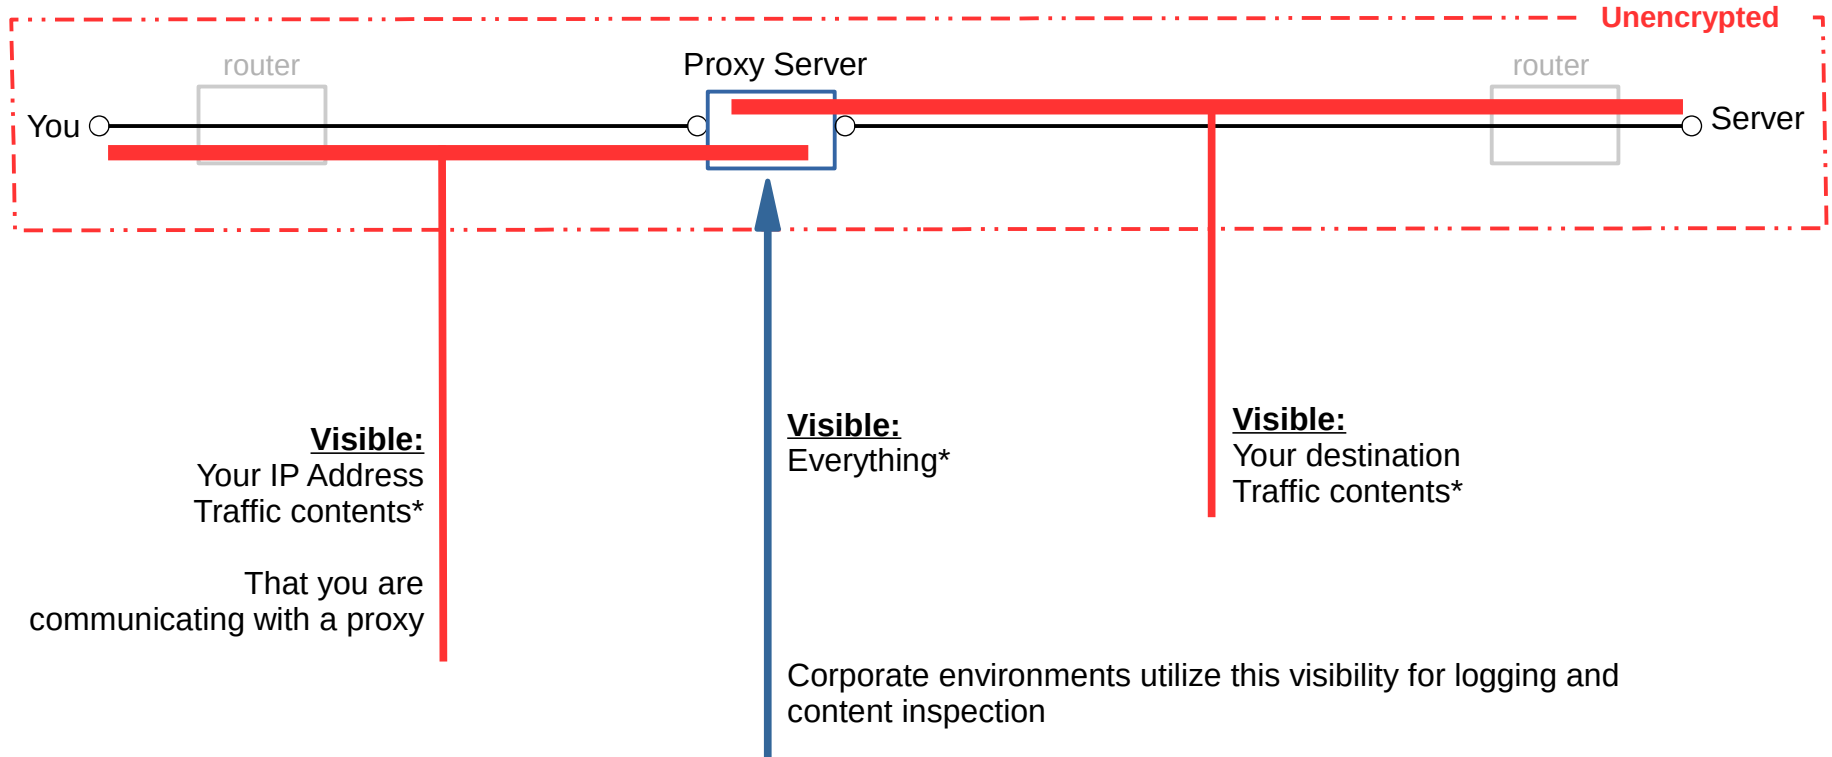 Unencrypted
router
Proxy Server
router
You
Server
Visible:
Your IP Address
Traffic contents*
That you are
communicating with a proxy
Visible:
Everything*
Corporate environments utilize this visibility for logging and
content inspection
Visible:
Your destination
Traffic contents*